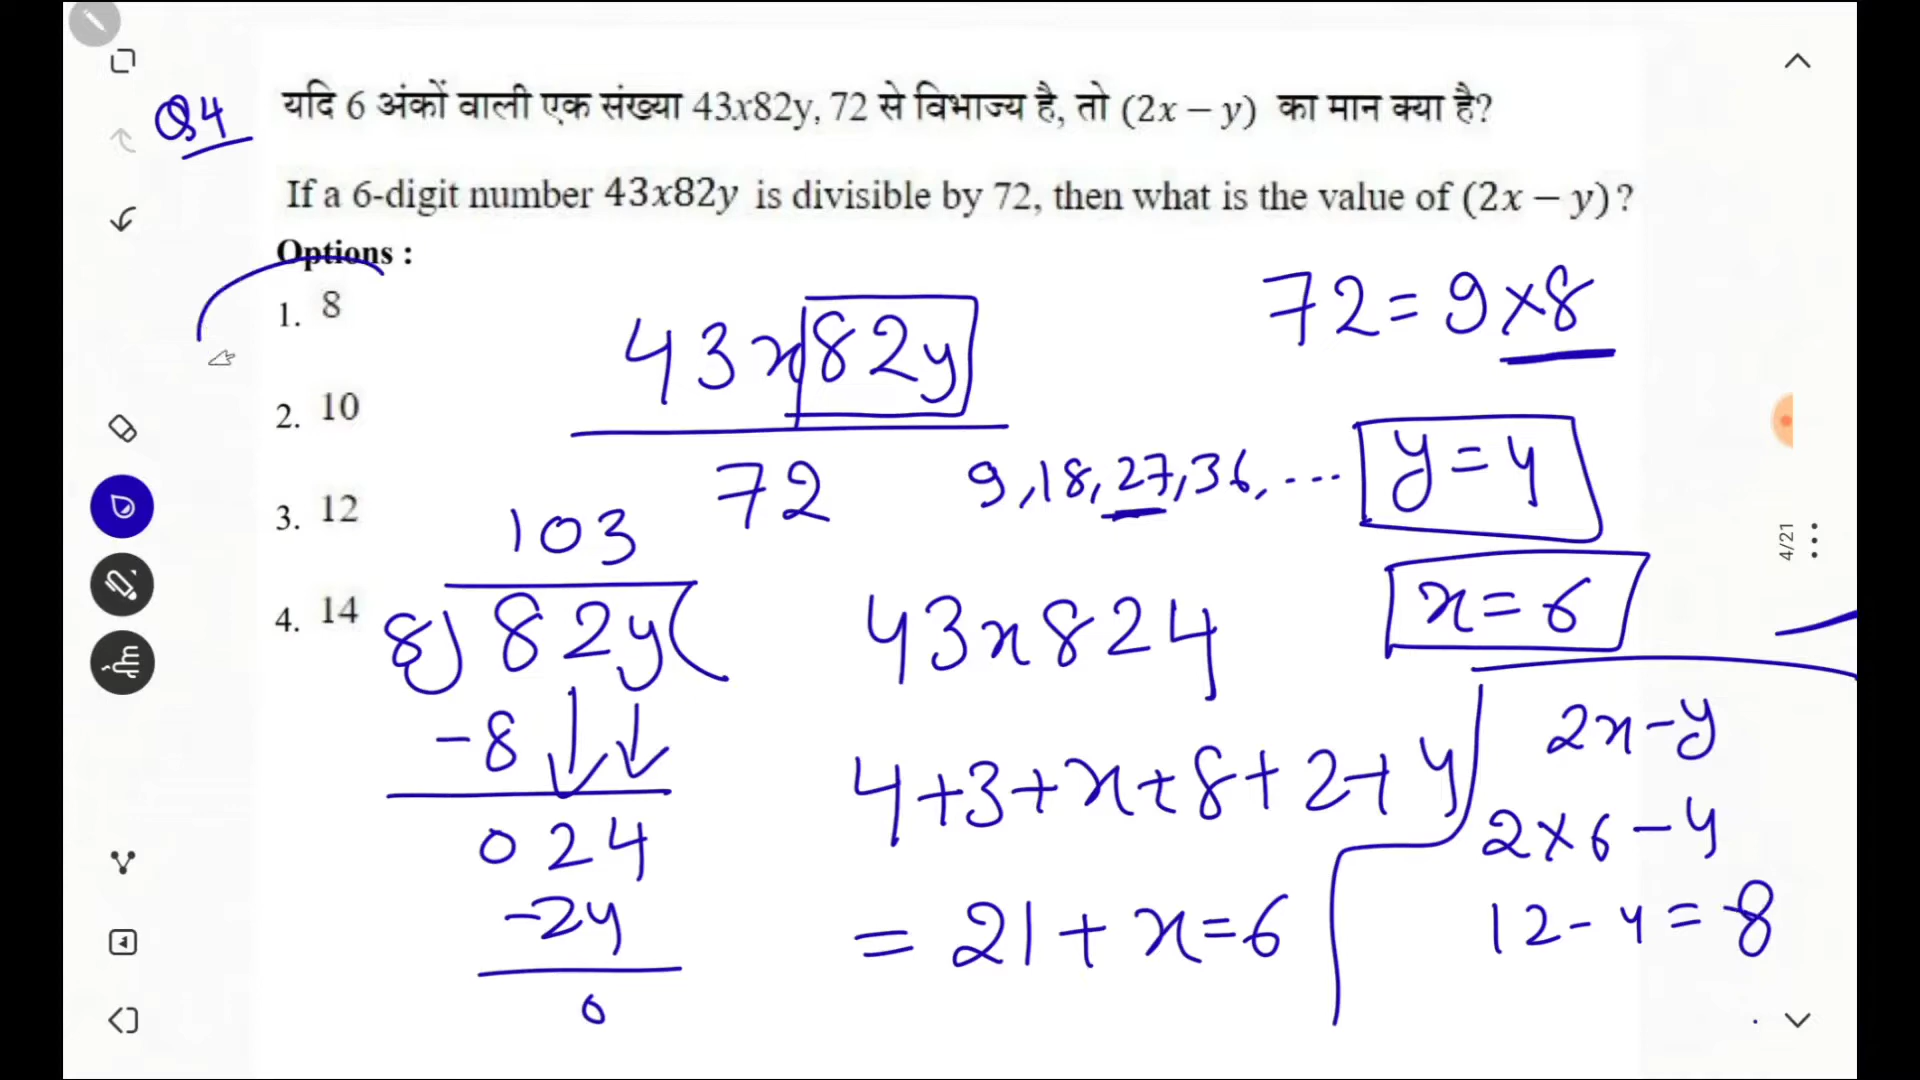 Q4
यदि 6 अंकों वाली एक संख्या 43x82y, 72 से विभाज्य है, तो (2x – y) का मान क्या है?
If a 6-digit number 43x82y is divisible by 72, then what is the value of (2x – y)?
Options :
1. 8
2. 10
3. 12
4. 14
43x82y
72
72 = 9×8
9,18,27,36,...
y=4
x=6
103
8)82y(
-8
024
-24
0
43x824
4+3+x+8+2+4
= 21+x=6
2x-y
2×6-4
12-4=8
4/21